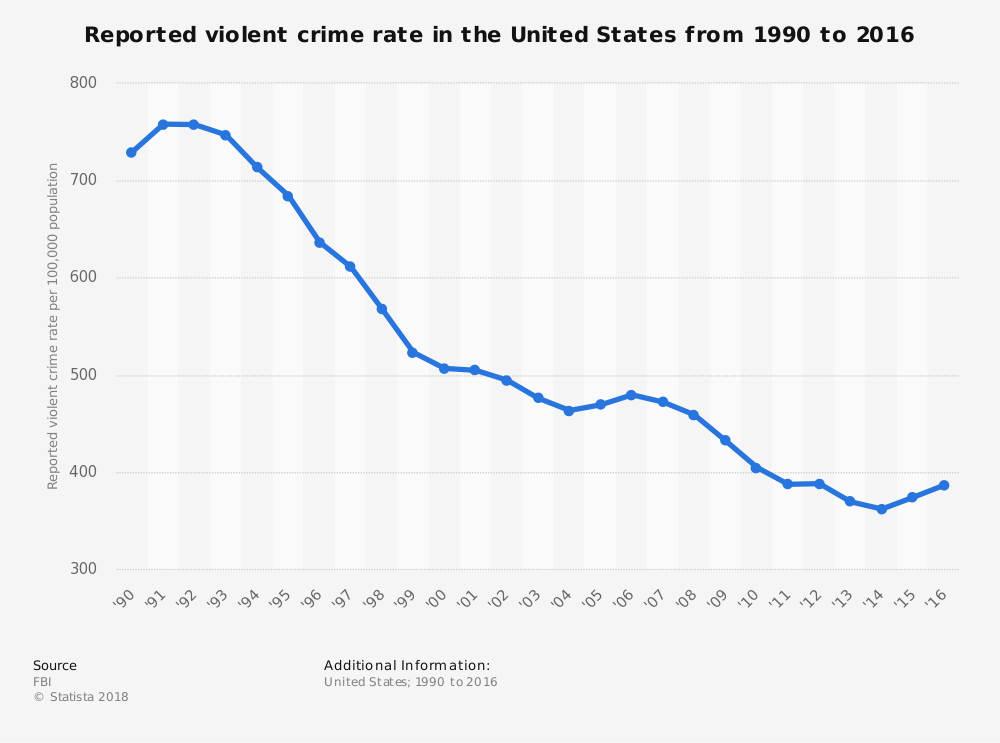 Reported violent crime rate in the United States from 1990 to 2016
Reported violent crime rate per 100,000 population
800
700
600
500
400
300
'90 '91 '92 '93 '94 '95 '96 '97 '98 '99 '00 '01 '02 '03 '04 '05 '06 '07 '08 '09 '10 '11 '12 '13 '14 '15 '16
Source
FBI
© Statista 2018
Additional Information:
United States; 1990 to 2016